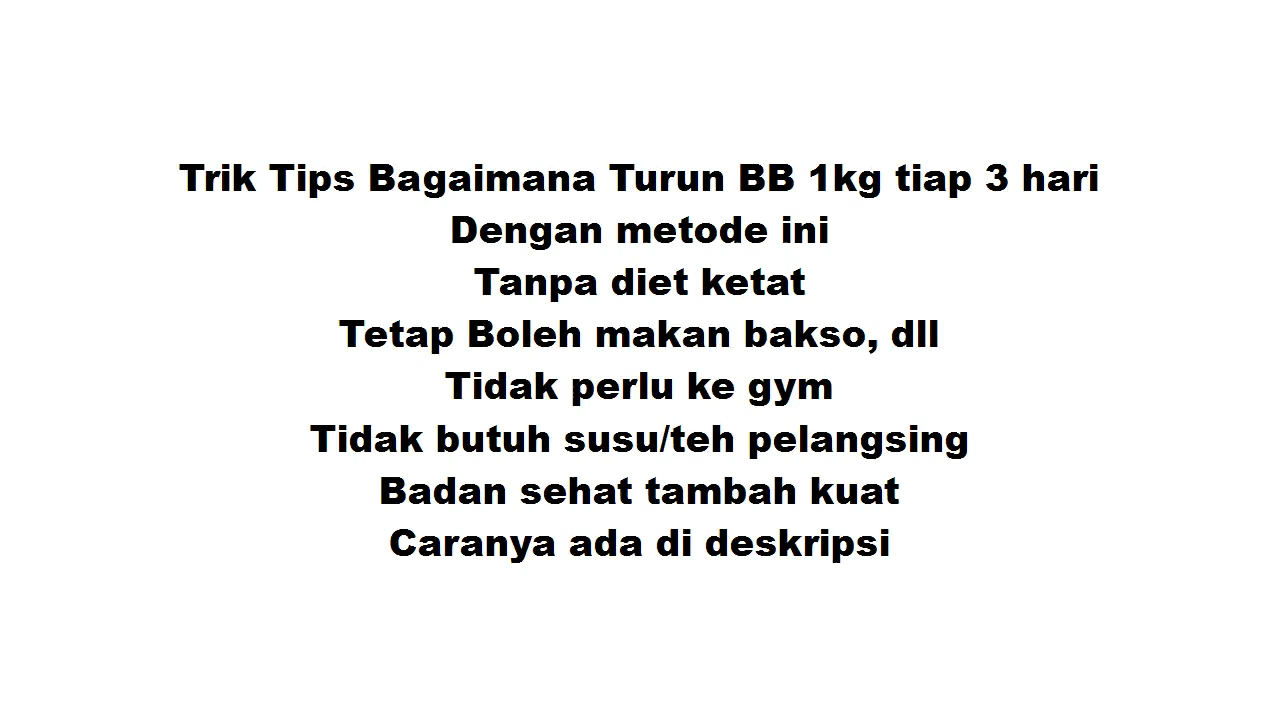 Trik Tips Bagaimana Turun BB 1kg tiap 3 hari
Dengan metode ini
Tanpa diet ketat
Tetap Boleh makan bakso, dll
Tidak perlu ke gym
Tidak butuh susu/teh pelangsing
Badan sehat tambah kuat
Caranya ada di deskripsi